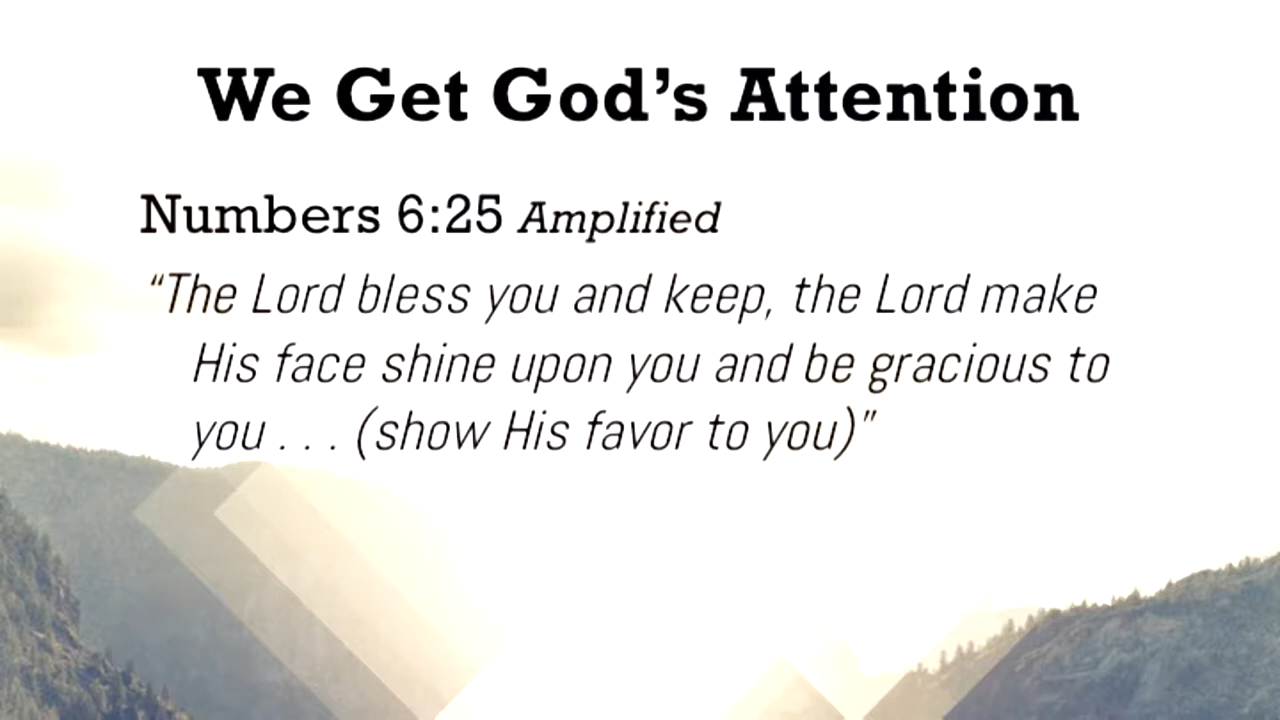 We Get God’s Attention
Numbers 6:25 Amplified
“The Lord bless you and keep, the Lord make
His face shine upon you and be gracious to
you . . . (show His favor to you)”